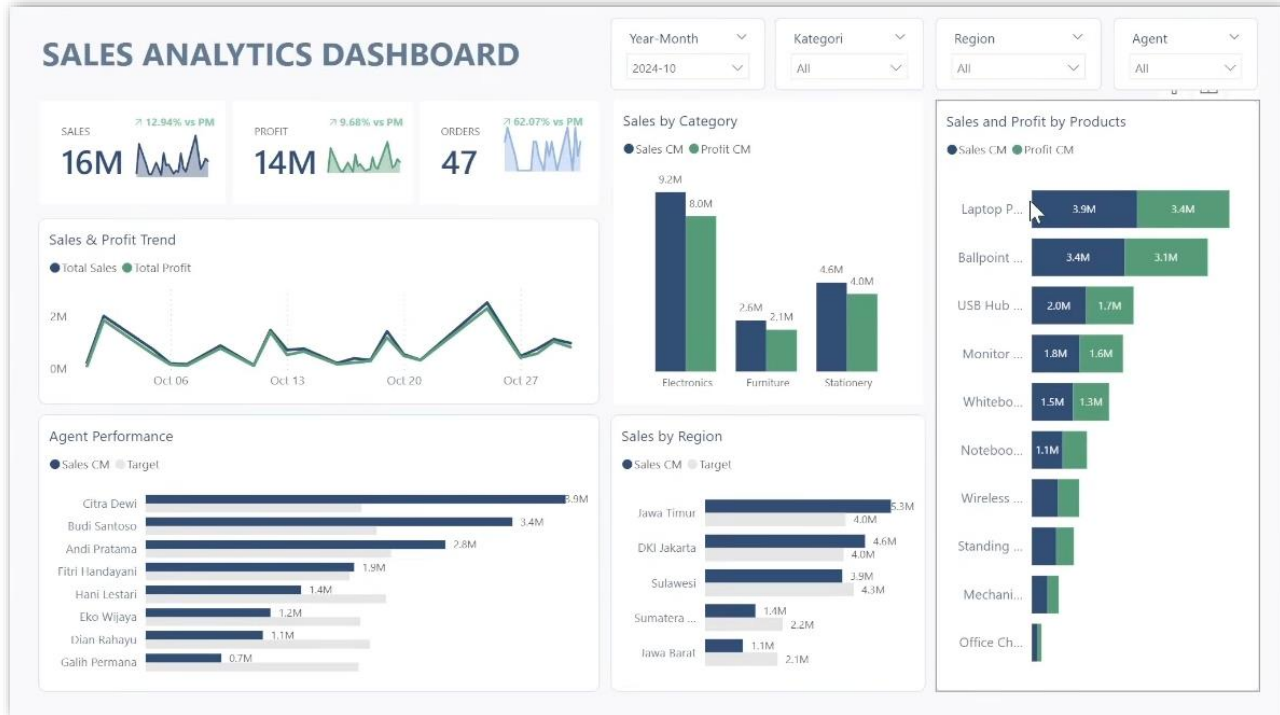 SALES ANALYTICS DASHBOARD
Year-Month
2024-10
Kategori
All
Region
All
Agent
All
SALES
↗ 12.94% vs PM
16M
PROFIT
↗ 9.68% vs PM
14M
ORDERS
↗ 62.07% vs PM
47
Sales & Profit Trend
Total Sales Total Profit
2M
0M
Oct 06 Oct 13 Oct 20 Oct 27
Sales by Category
Sales CM Profit CM
9.2M
8.0M
2.6M
2.1M
4.6M
4.0M
Electronics Furniture Stationery
Sales and Profit by Products
Sales CM Profit CM
Laptop P... 3.9M 3.4M
Ballpoint ... 3.4M 3.1M
USB Hub ... 2.0M 1.7M
Monitor ... 1.8M 1.6M
Whitebo... 1.5M 1.3M
Noteboo... 1.1M
Wireless ...
Standing ...
Mechani...
Office Ch...
Agent Performance
Sales CM Target
Citra Dewi 3.9M
Budi Santoso 3.4M
Andi Pratama 2.8M
Fitri Handayani 1.9M
Hani Lestari 1.4M
Eko Wijaya 1.2M
Dian Rahayu 1.1M
Galih Permana 0.7M
Sales by Region
Sales CM Target
Jawa Timur 5.3M
4.0M
DKI Jakarta 4.6M
4.0M
Sulawesi 3.9M
4.3M
Sumatera ... 1.4M
2.2M
Jawa Barat 1.1M
2.1M